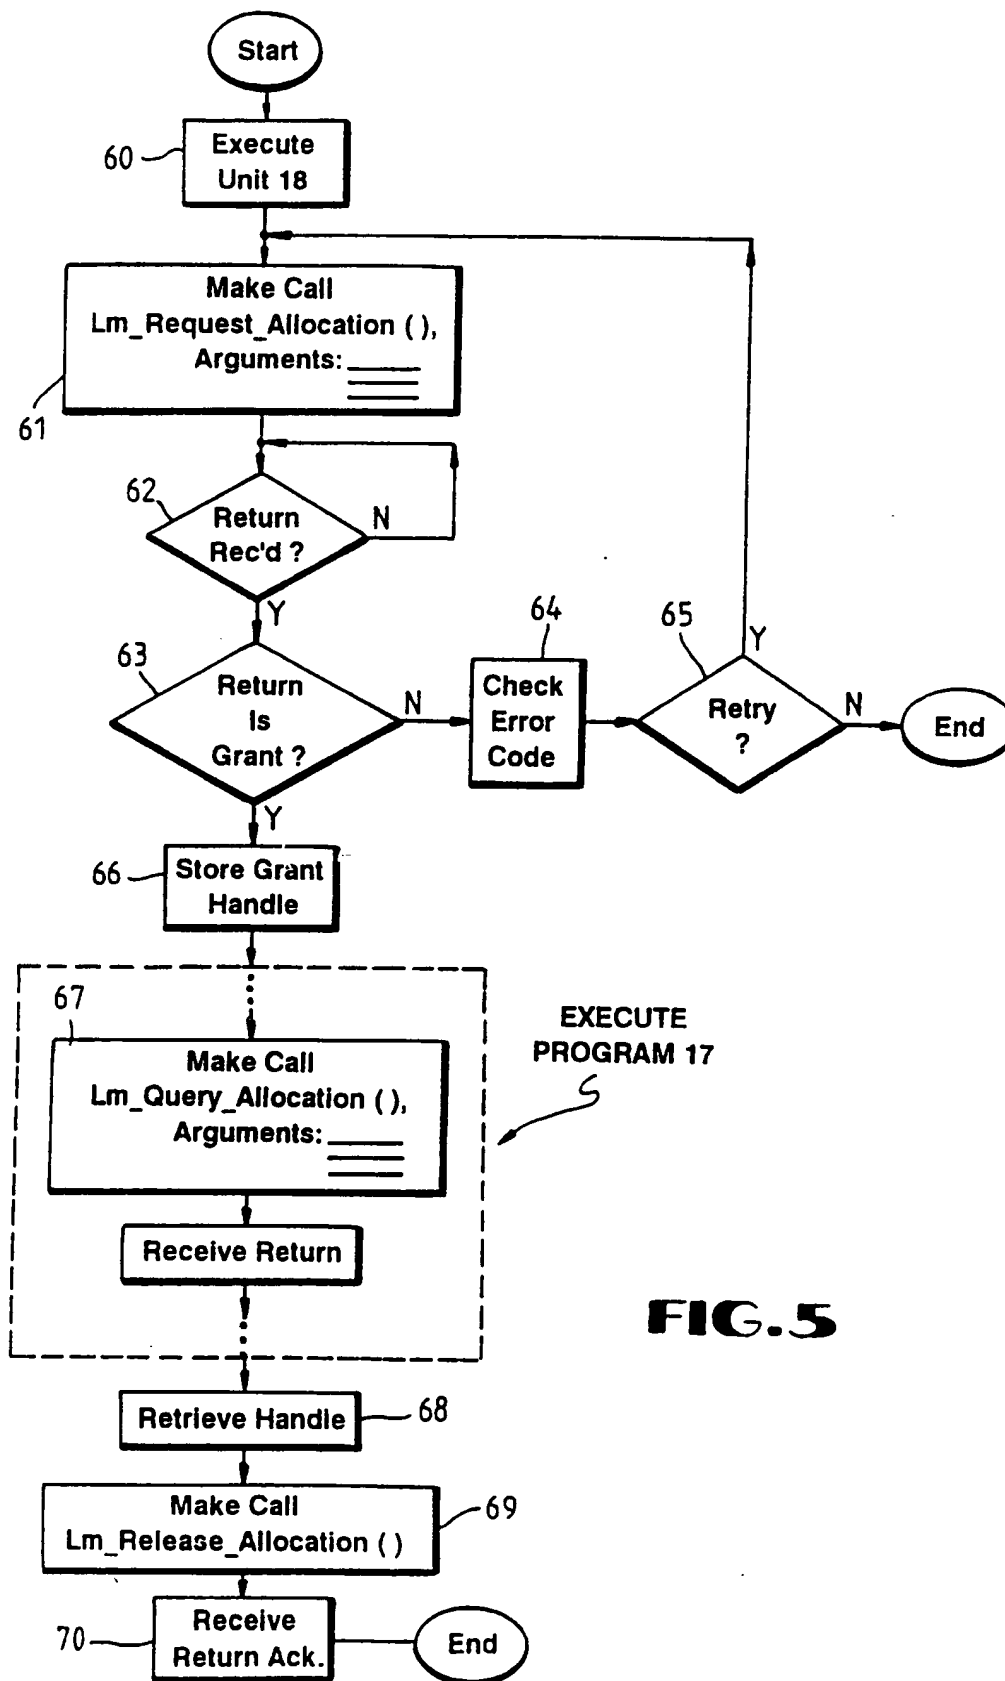 Start
60
Execute
Unit 18
Make Call
Lm_Request_Allocation ( ),
Arguments:
61
62
Return
Rec'd ?
N
Y
63
Return
Is
Grant ?
N
Y
64
Check
Error
Code
65
Retry
?
Y
N
End
66
Store Grant
Handle
67
Make Call
Lm_Query_Allocation ( ),
Arguments:
Receive Return
EXECUTE
PROGRAM 17
FIG.5
Retrieve Handle
68
Make Call
Lm_Release_Allocation ( )
69
70
Receive
Return Ack.
End